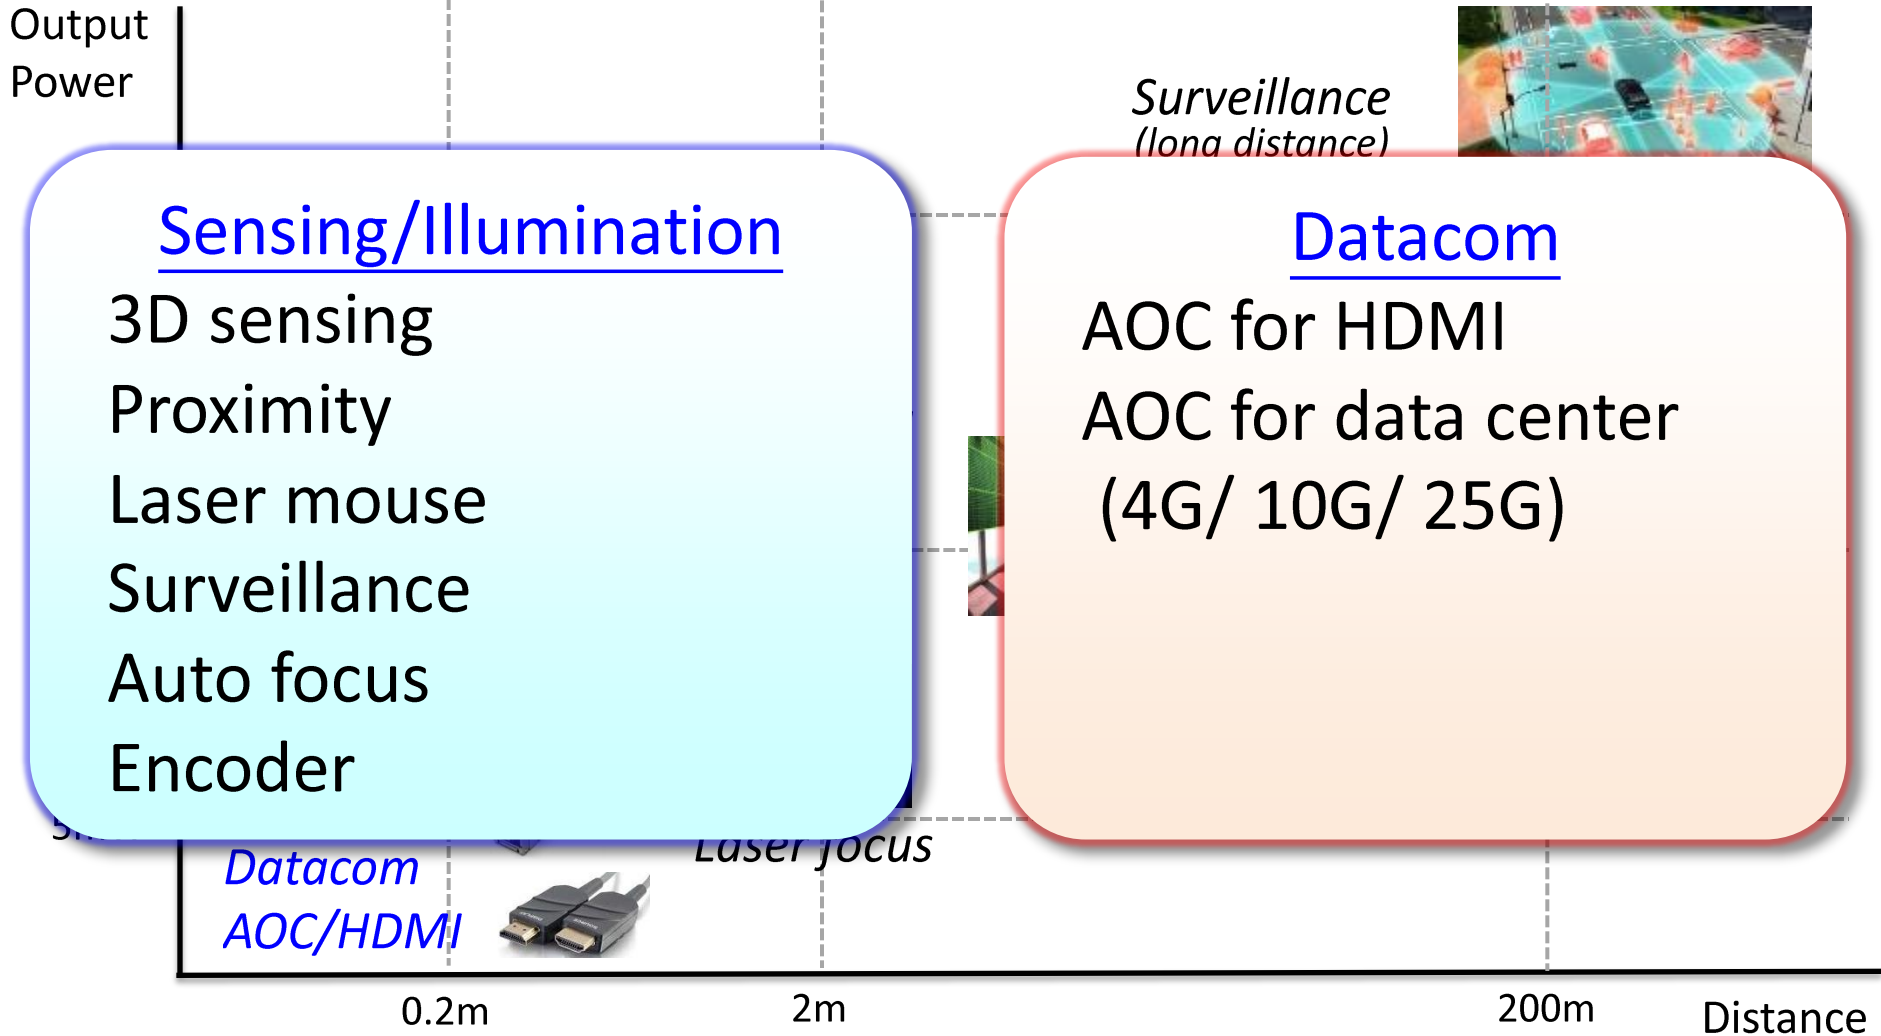 Output
Power
Surveillance
(long distance)
Sensing/Illumination
3D sensing
Proximity
Laser mouse
Surveillance
Auto focus
Encoder
Datacom
AOC for HDMI
AOC for data center
(4G/ 10G/ 25G)
Laser focus
Datacom
AOC/HDMI
0.2m
2m
200m
Distance